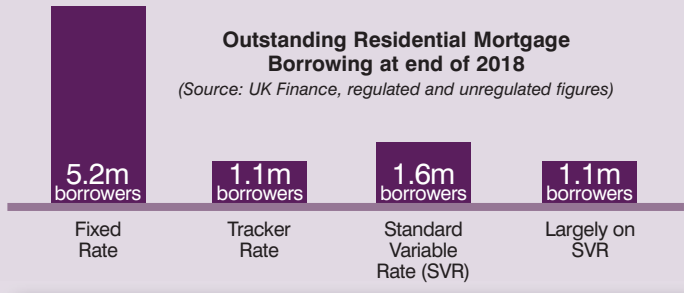 Outstanding Residential Mortgage
Borrowing at end of 2018
(Source: UK Finance, regulated and unregulated figures)
5.2m
borrowers
1.1m
borrowers
1.6m
borrowers
1.1m
borrowers
Fixed
Rate
Tracker
Rate
Standard
Variable
Rate (SVR)
Largely on
SVR